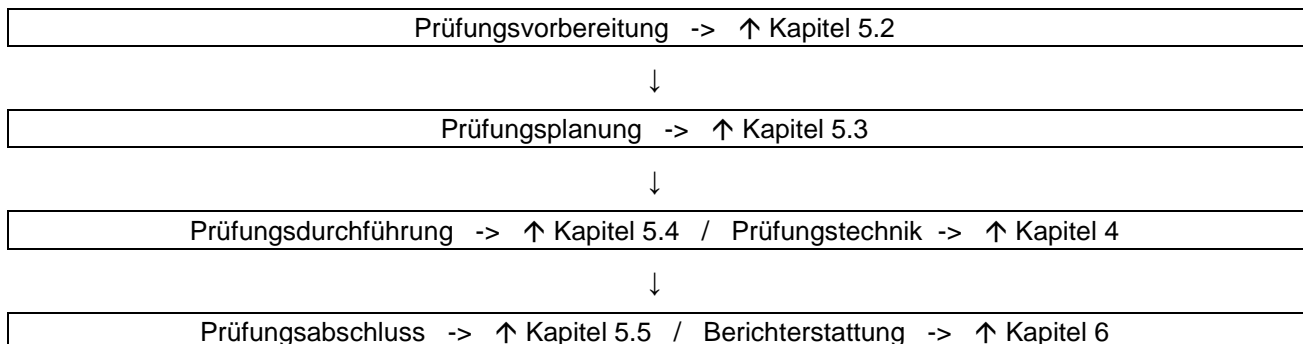 Prüfungsvorbereitung -> ↑ Kapitel 5.2
↓
Prüfungsplanung -> ↑ Kapitel 5.3
↓
Prüfungsdurchführung -> ↑ Kapitel 5.4 / Prüfungstechnik -> ↑ Kapitel 4
↓
Prüfungsabschluss -> ↑ Kapitel 5.5 / Berichterstattung -> ↑ Kapitel 6